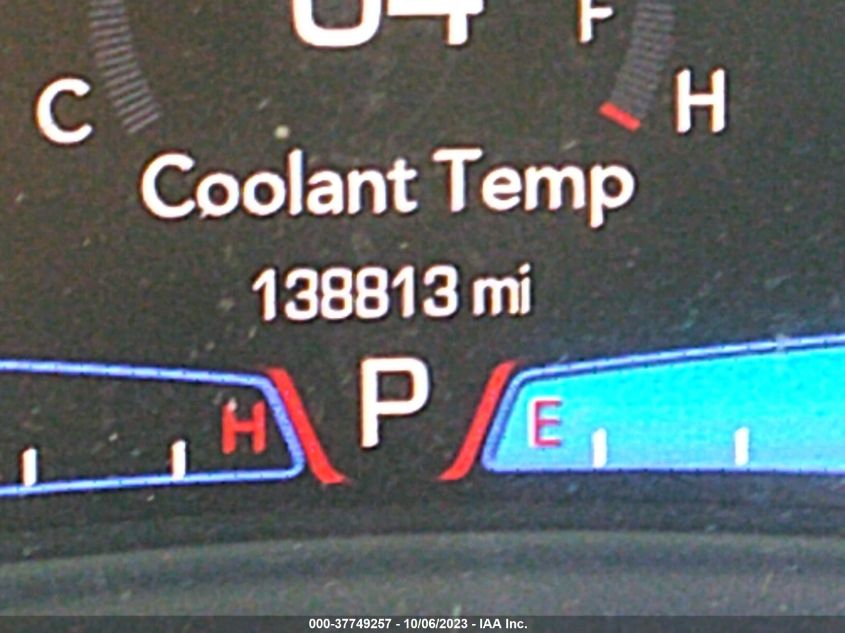 F
C H
Coolant Temp
138813 mi
P
H E
000-37749257 - 10/06/2023 - IAA Inc.